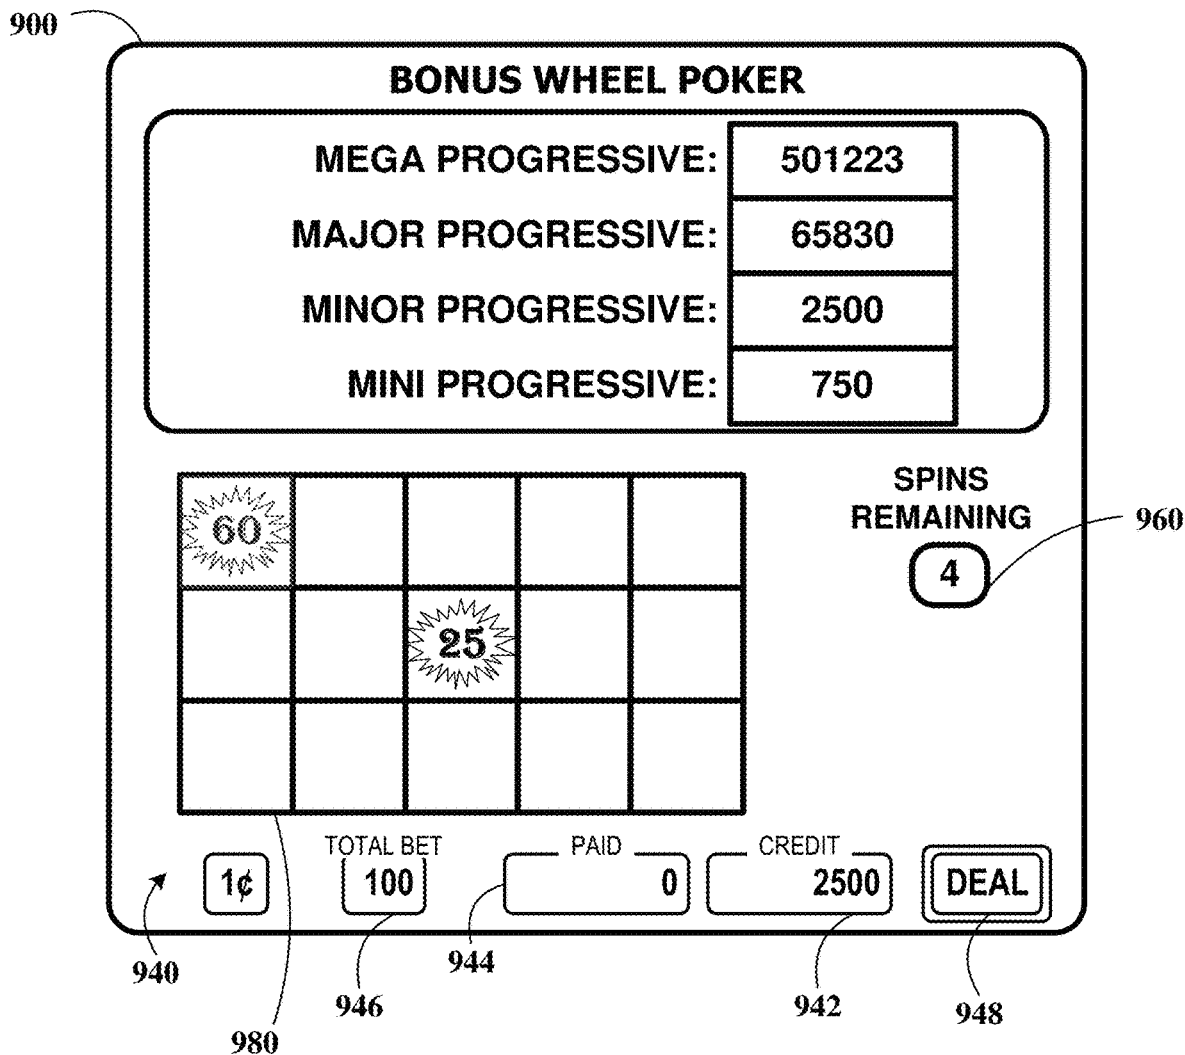 900
BONUS WHEEL POKER
MEGA PROGRESSIVE: 501223
MAJOR PROGRESSIVE: 65830
MINOR PROGRESSIVE: 2500
MINI PROGRESSIVE: 750
SPINS
REMAINING
960
4
60
25
TOTAL BET PAID CREDIT
1¢ 100 0 2500 DEAL
940
944
946
942
948
980